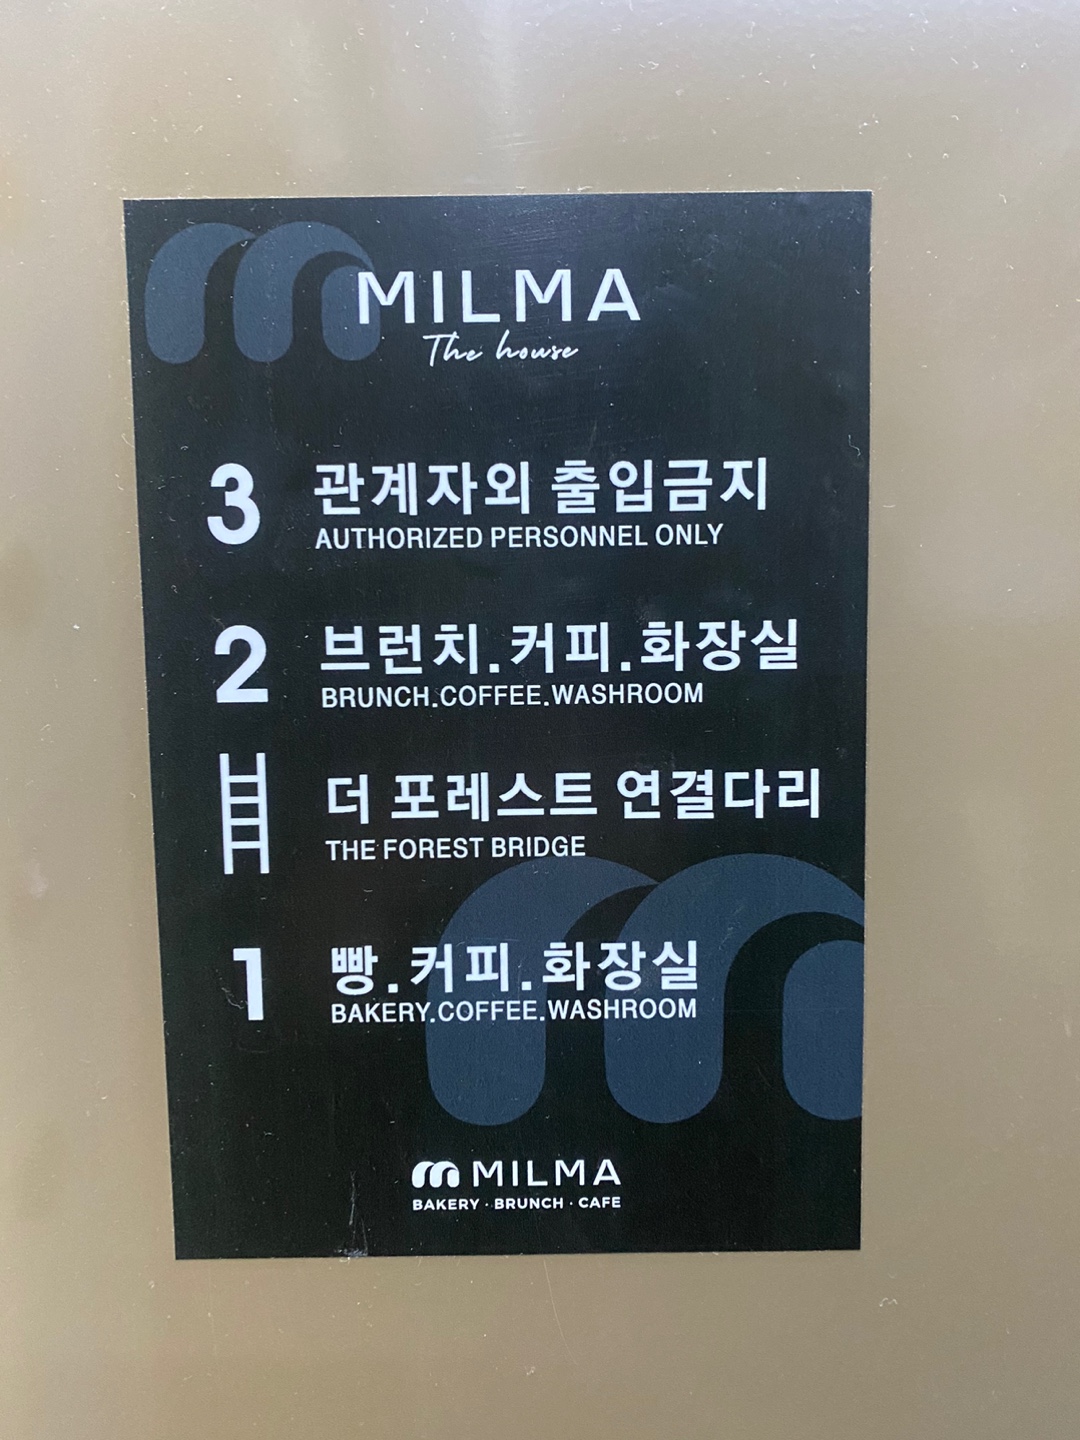 MILMA
The house
3 관계자외 출입금지
AUTHORIZED PERSONNEL ONLY
2 브런치.커피.화장실
BRUNCH.COFFEE.WASHROOM
더 포레스트 연결다리
THE FOREST BRIDGE
1 빵.커피.화장실
BAKERY.COFFEE.WASHROOM
MILMA
BAKERY · BRUNCH · CAFE